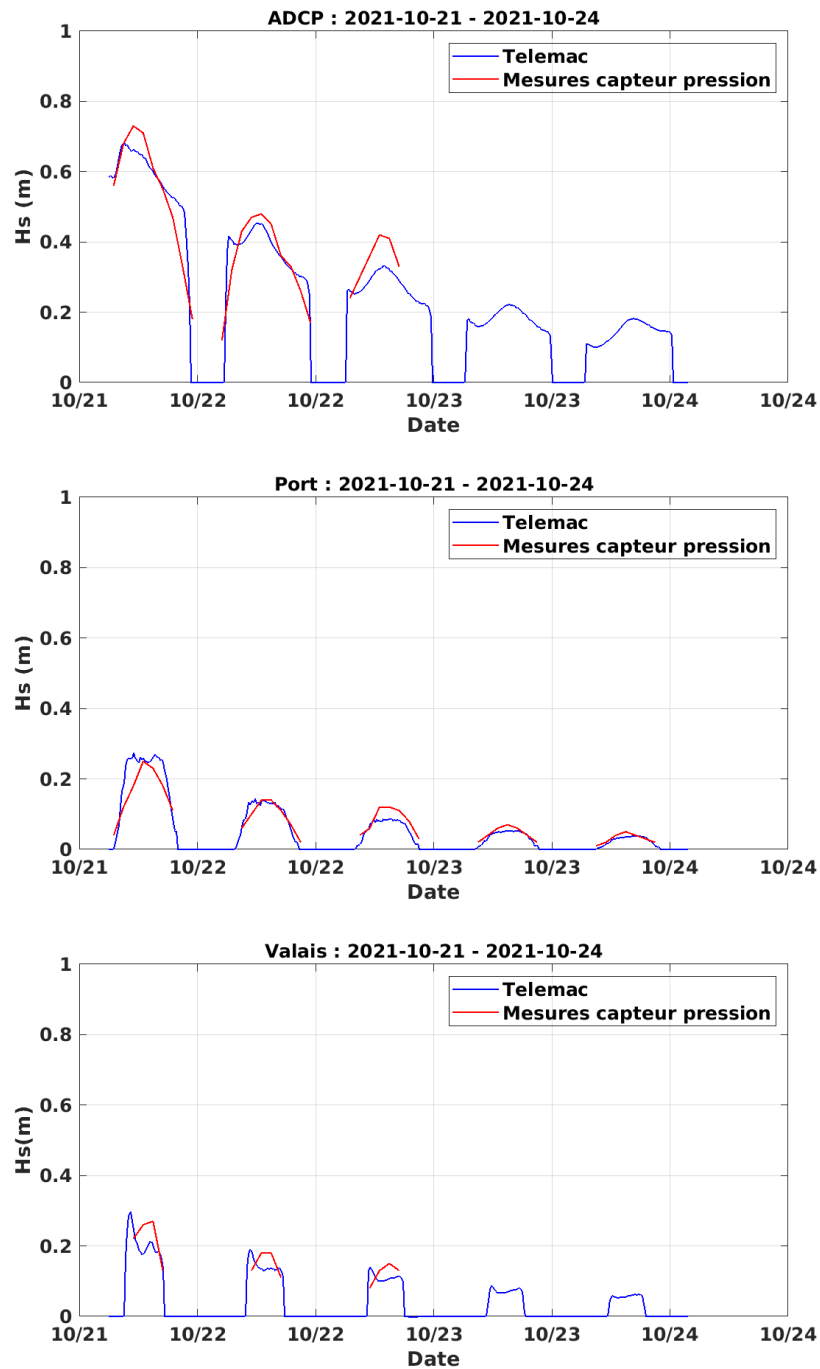 ADCP : 2021-10-21 - 2021-10-24
1
0.8
0.6
0.4
0.2
0
Hs (m)
Telemac
Mesures capteur pression
10/21 10/22 10/22 10/23 10/23 10/24 10/24
Date
Port : 2021-10-21 - 2021-10-24
1
0.8
0.6
0.4
0.2
0
Hs (m)
Telemac
Mesures capteur pression
10/21 10/22 10/22 10/23 10/23 10/24 10/24
Date
Valais : 2021-10-21 - 2021-10-24
1
0.8
0.6
0.4
0.2
0
Hs(m)
Telemac
Mesures capteur pression
10/21 10/22 10/22 10/23 10/23 10/24 10/24
Date